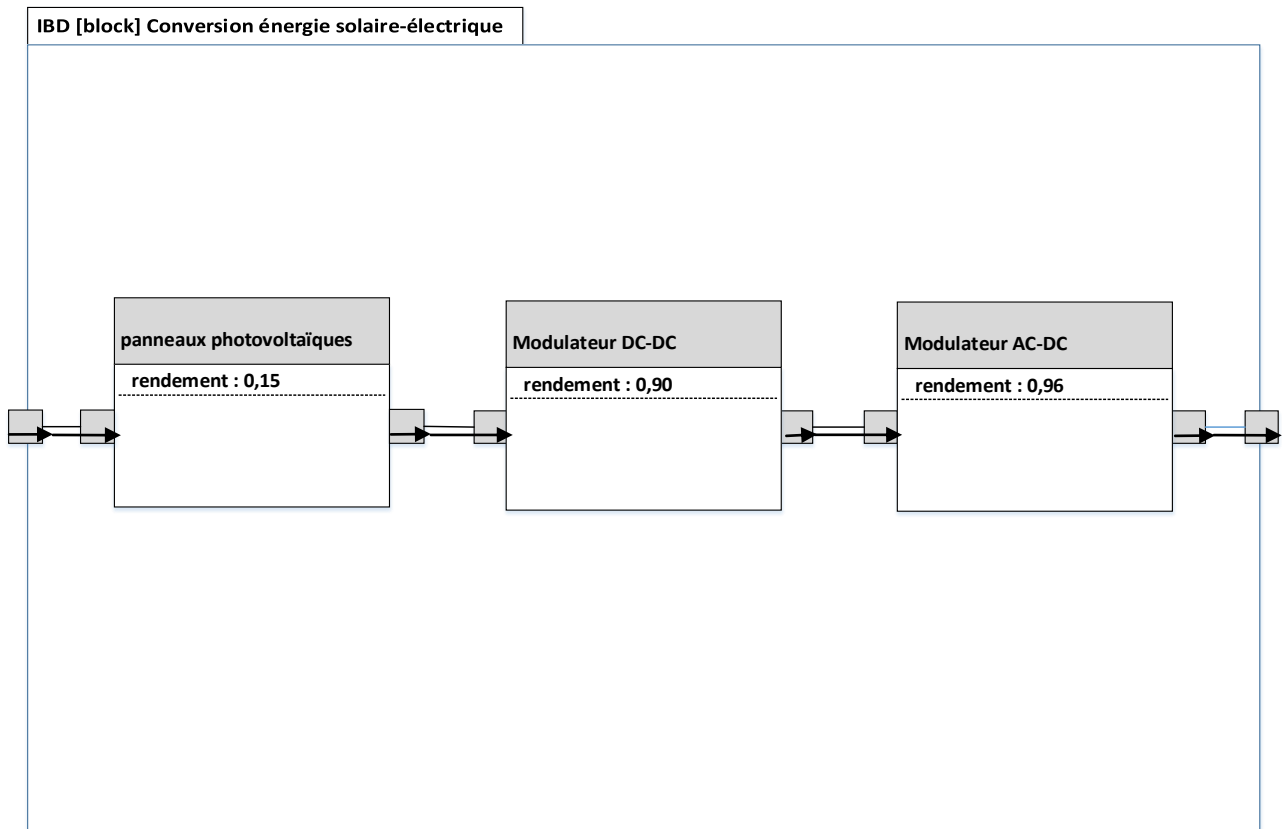 IBD [block] Conversion énergie solaire-électrique
panneaux photovoltaïques
rendement : 0,15
Modulateur DC-DC
rendement : 0,90
Modulateur AC-DC
rendement : 0,96